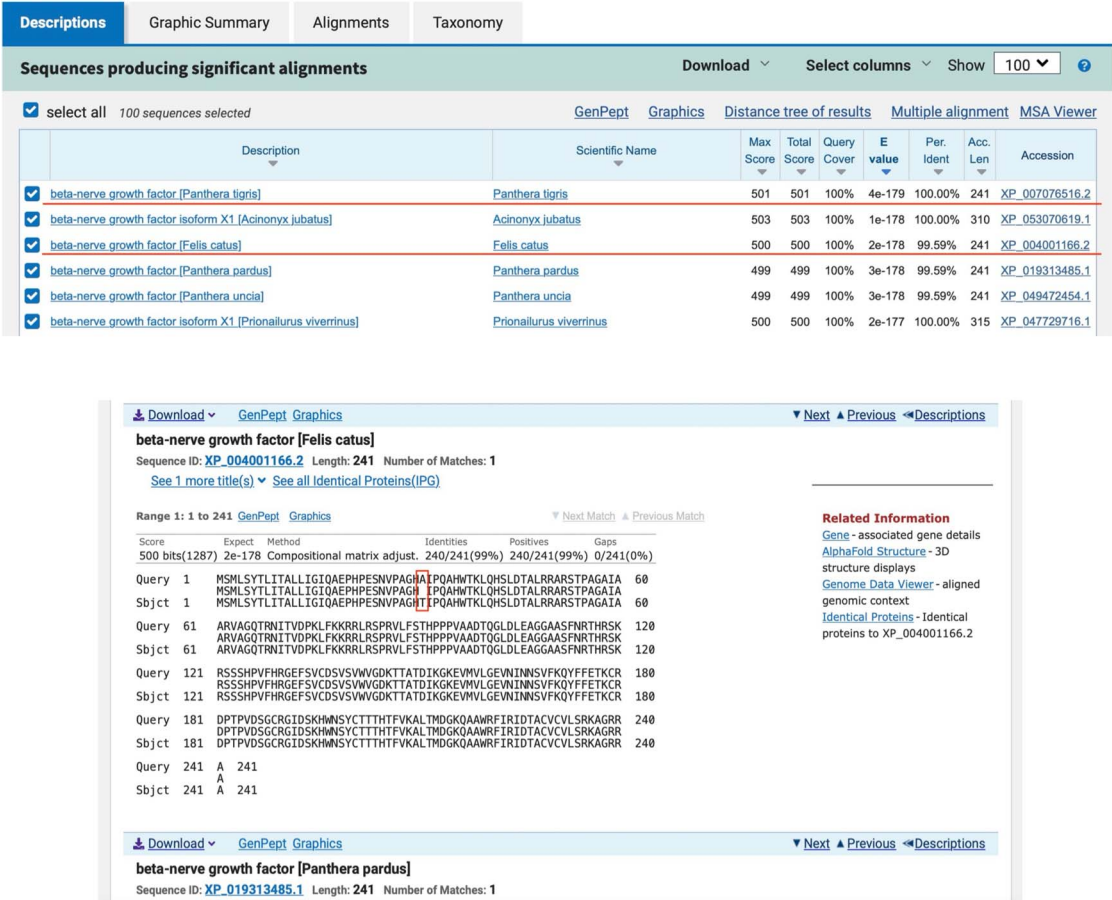 Descriptions Graphic Summary Alignments Taxonomy
Sequences producing significant alignments Download Select columns Show 100
select all 100 sequences selected GenPept Graphics Distance tree of results Multiple alignment MSA Viewer
Description Scientific Name Max Score Total Score Query Cover E value Per. Ident Acc. Len Accession
beta-nerve growth factor [Panthera tigris] Panthera tigris 501 501 100% 4e-179 100.00% 241 XP_007076516.2
beta-nerve growth factor isoform X1 [Acinonyx jubatus] Acinonyx jubatus 503 503 100% 1e-178 100.00% 310 XP_053070619.1
beta-nerve growth factor [Felis catus] Felis catus 500 500 100% 2e-178 99.59% 241 XP_004001166.2
beta-nerve growth factor [Panthera pardus] Panthera pardus 499 499 100% 3e-178 99.59% 241 XP_019313485.1
beta-nerve growth factor [Panthera uncia] Panthera uncia 499 499 100% 3e-178 99.59% 241 XP_049472454.1
beta-nerve growth factor isoform X1 [Prionailurus viverrinus] Prionailurus viverrinus 500 500 100% 2e-177 100.00% 315 XP_047729716.1
Download GenPept Graphics Next Previous Descriptions
beta-nerve growth factor [Felis catus]
Sequence ID: XP_004001166.2 Length: 241 Number of Matches: 1
See 1 more title(s) See all Identical Proteins(IPG)
Range 1: 1 to 241 GenPept Graphics Next Match Previous Match
Score Expect Method Identities Positives Gaps
500 bits(1287) 2e-178 Compositional matrix adjust. 240/241(99%) 240/241(99%) 0/241(0%)
Query 1 MSMLSYTLITALLIGIQAEPHPESNVPAGHAIPQAHWTKLQHSLDTALRRARSTPAGAIA 60
MSMLSYTLITALLIGIQAEPHPESNVPAGH IPQAHWTKLQHSLDTALRRARSTPAGAIA
Sbjct 1 MSMLSYTLITALLIGIQAEPHPESNVPAGHTIPQAHWTKLQHSLDTALRRARSTPAGAIA 60
Query 61 ARVAGQTRNITVDPKLFKKRRLRSPRVLFSTHPPPVAADTQGLDLEAGGAASFNRTHRSK 120
ARVAGQTRNITVDPKLFKKRRLRSPRVLFSTHPPPVAADTQGLDLEAGGAASFNRTHRSK
Sbjct 61 ARVAGQTRNITVDPKLFKKRRLRSPRVLFSTHPPPVAADTQGLDLEAGGAASFNRTHRSK 120
Query 121 RSSSHPVFHRGEFSVCDSVSVWVGDKTTATDIKGKEVMVLGEVNINNSVFKQYFFETKCR 180
RSSSHPVFHRGEFSVCDSVSVWVGDKTTATDIKGKEVMVLGEVNINNSVFKQYFFETKCR
Sbjct 121 RSSSHPVFHRGEFSVCDSVSVWVGDKTTATDIKGKEVMVLGEVNINNSVFKQYFFETKCR 180
Query 181 DPTPVDSGCRGIDSKHWNSYCTTTHTFVKALTMDGKQAAWRFIRIDTACVCVLSRKAGRR 240
DPTPVDSGCRGIDSKHWNSYCTTTHTFVKALTMDGKQAAWRFIRIDTACVCVLSRKAGRR
Sbjct 181 DPTPVDSGCRGIDSKHWNSYCTTTHTFVKALTMDGKQAAWRFIRIDTACVCVLSRKAGRR 240
Query 241 A 241
A
Sbjct 241 A 241
Related Information
Gene - associated gene details
AlphaFold Structure - 3D
structure displays
Genome Data Viewer - aligned
genomic context
Identical Proteins - Identical
proteins to XP_004001166.2
Download GenPept Graphics Next Previous Descriptions
beta-nerve growth factor [Panthera pardus]
Sequence ID: XP_019313485.1 Length: 241 Number of Matches: 1